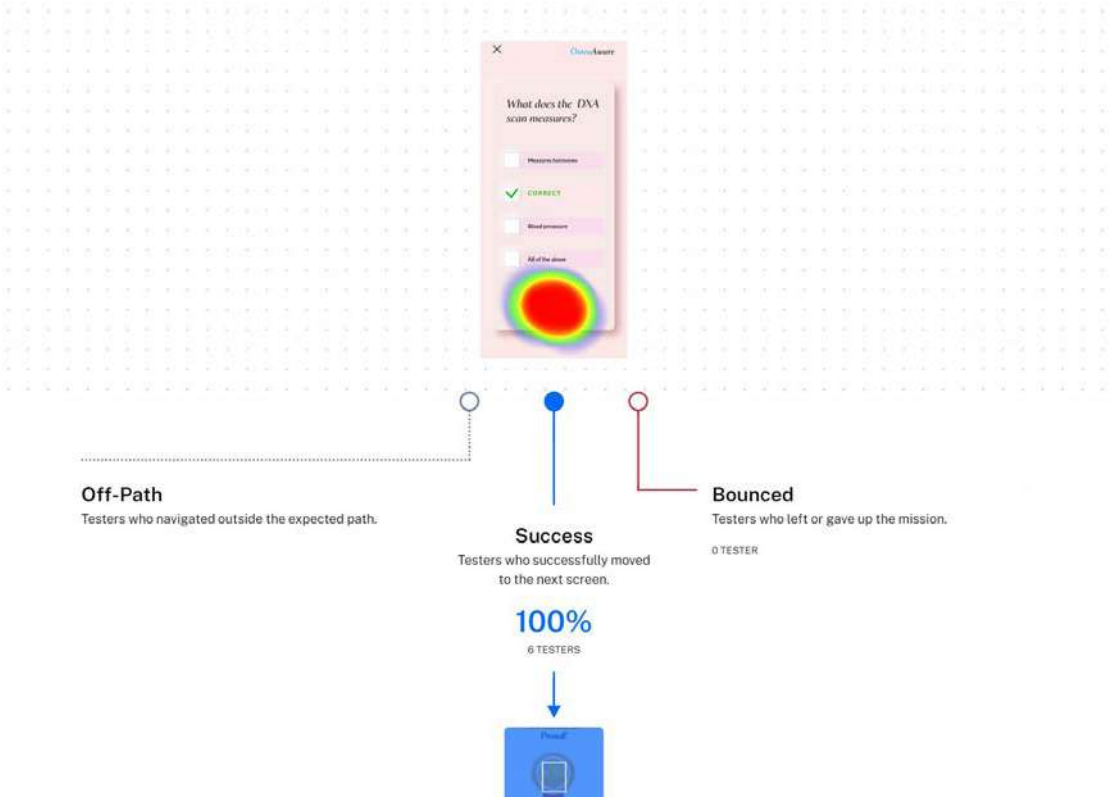 OsteoAware
What does the DXA
scan measures?
Measures hormones
CORRECT
Blood pressure
All of the above
Off-Path
Testers who navigated outside the expected path.
Bounced
Testers who left or gave up the mission.
0 TESTER
Success
Testers who successfully moved
to the next screen.
100%
6 TESTERS